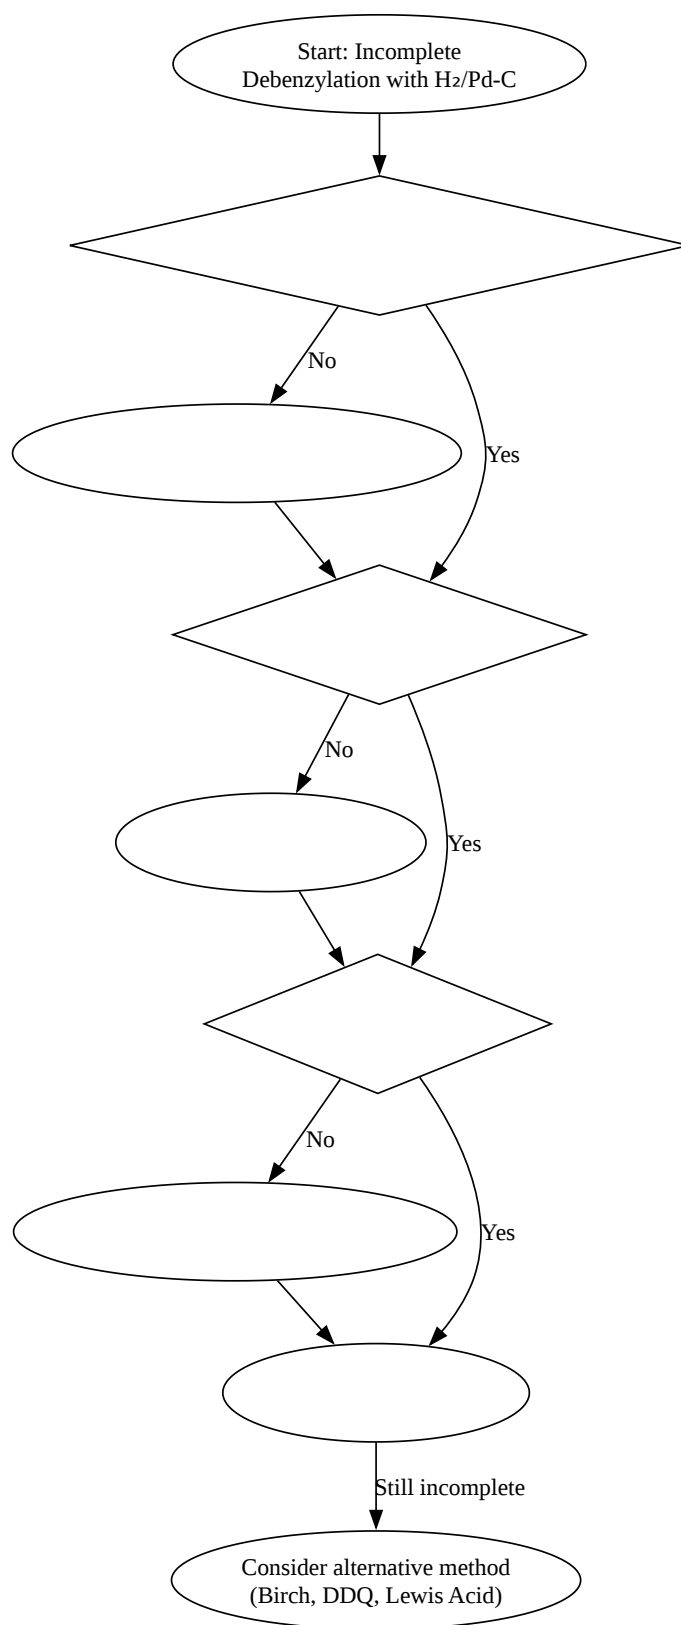 Start: Incomplete
Debenzylation with H₂/Pd-C
No
Yes
No
Yes
No
Yes
Still incomplete
Consider alternative method
(Birch, DDQ, Lewis Acid)